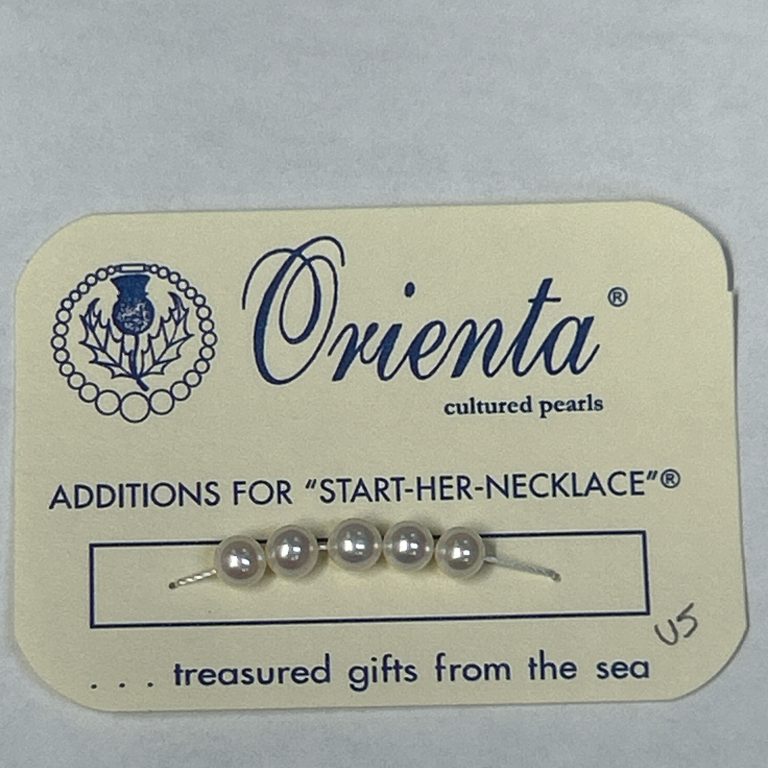 Orienta®
cultured pearls
ADDITIONS FOR "START-HER-NECKLACE"®
U5
. . . treasured gifts from the sea